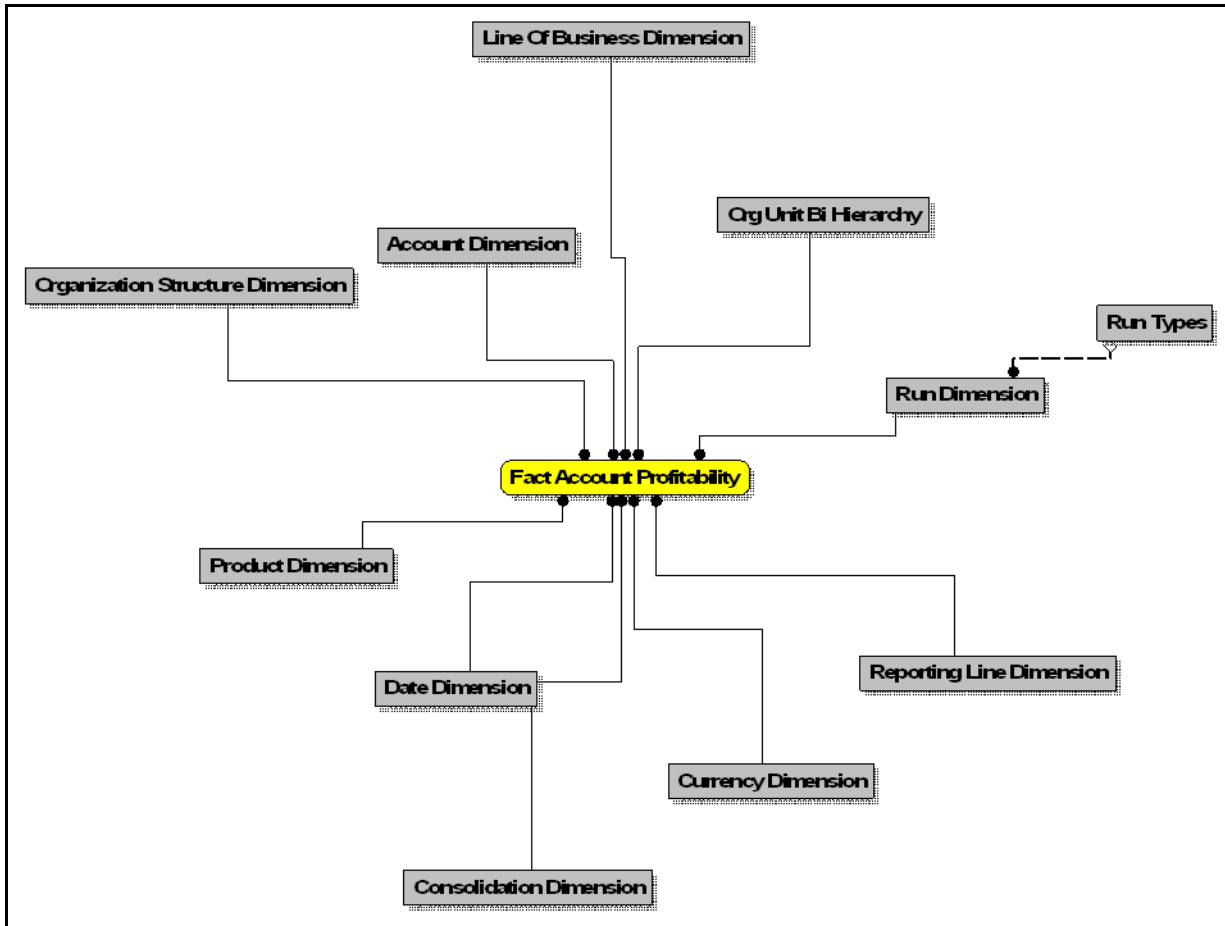 Line Of Business Dimension
Org Unit Bi Hierarchy
Account Dimension
Organization Structure Dimension
Run Types
Run Dimension
Fact Account Profitability
Product Dimension
Reporting Line Dimension
Date Dimension
Currency Dimension
Consolidation Dimension